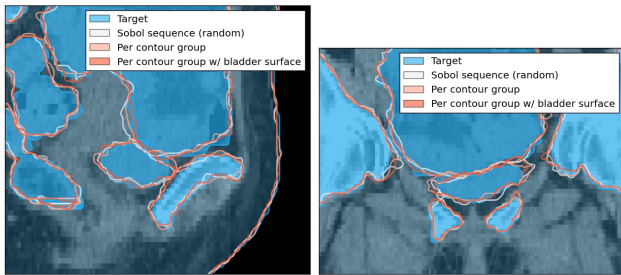 Target
Sobol sequence (random)
Per contour group
Per contour group w/ bladder surface
Target
Sobol sequence (random)
Per contour group
Per contour group w/ bladder surface